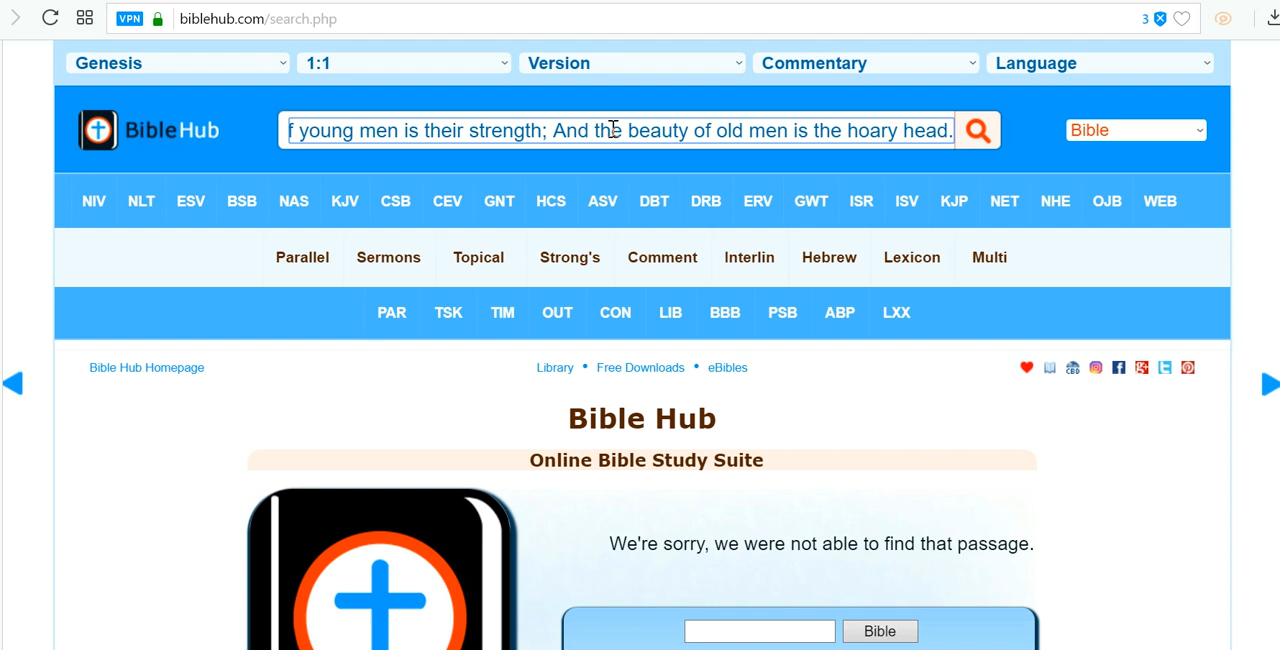 VPN biblehub.com/search.php 3
Genesis 1:1 Version Commentary Language
BibleHub
f young men is their strength; And the beauty of old men is the hoary head.
Bible
NIV NLT ESV BSB NAS KJV CSB CEV GNT HCS ASV DBT DRB ERV GWT ISR ISV KJP NET NHE OJB WEB
Parallel Sermons Topical Strong's Comment Interlin Hebrew Lexicon Multi
PAR TSK TIM OUT CON LIB BBB PSB ABP LXX
Bible Hub Homepage Library • Free Downloads • eBibles
Bible Hub
Online Bible Study Suite
We're sorry, we were not able to find that passage.
Bible